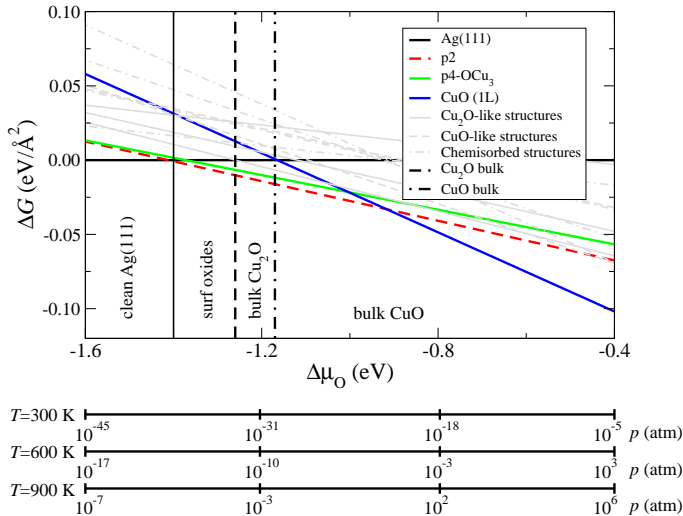 0.10
0.05
0.00
-0.05
-0.10
ΔG (eV/Å²)
Ag(111)
p2
p4-OCu₃
CuO (1L)
Cu₂O-like structures
CuO-like structures
Chemisorbed structures
Cu₂O bulk
CuO bulk
clean Ag(111)
surf oxides
bulk Cu₂O
bulk CuO
-1.6 -1.2 -0.8 -0.4
Δμ_O (eV)
T=300 K
10⁻⁴⁵ 10⁻³¹ 10⁻¹⁸ 10⁻⁵ p (atm)
T=600 K
10⁻¹⁷ 10⁻¹⁰ 10⁻³ 10³ p (atm)
T=900 K
10⁻⁷ 10⁻³ 10² 10⁶ p (atm)